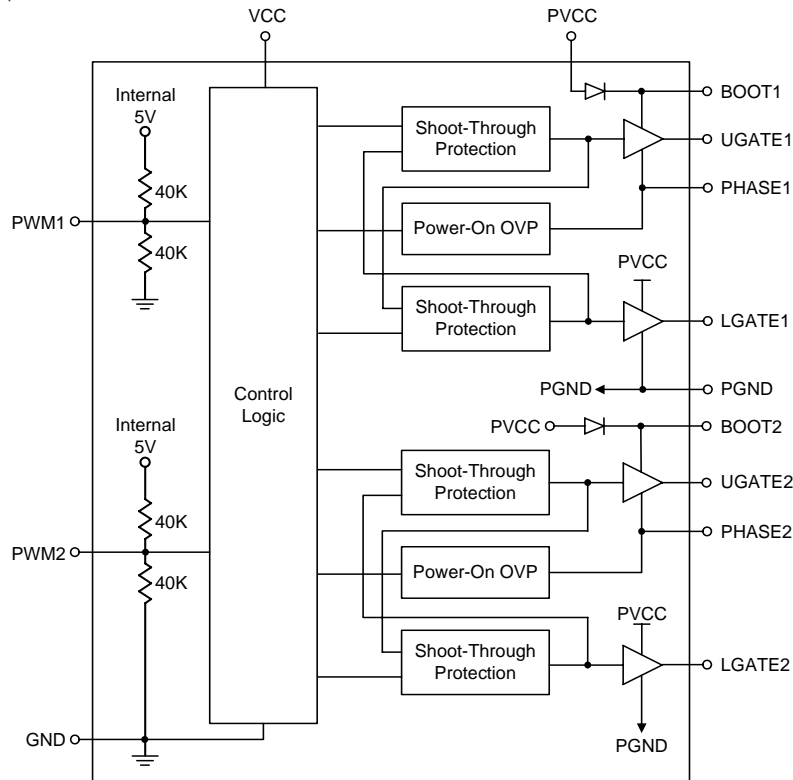 VCC
PVCC
Internal
5V
40K
PWM1
40K
Shoot-Through
Protection
Power-On OVP
Shoot-Through
Protection
BOOT1
UGATE1
PHASE1
PVCC
LGATE1
PGND
PGND
Control
Logic
Internal
5V
40K
PWM2
40K
PVCC
BOOT2
Shoot-Through
Protection
UGATE2
PHASE2
Power-On OVP
PVCC
Shoot-Through
Protection
LGATE2
GND
PGND